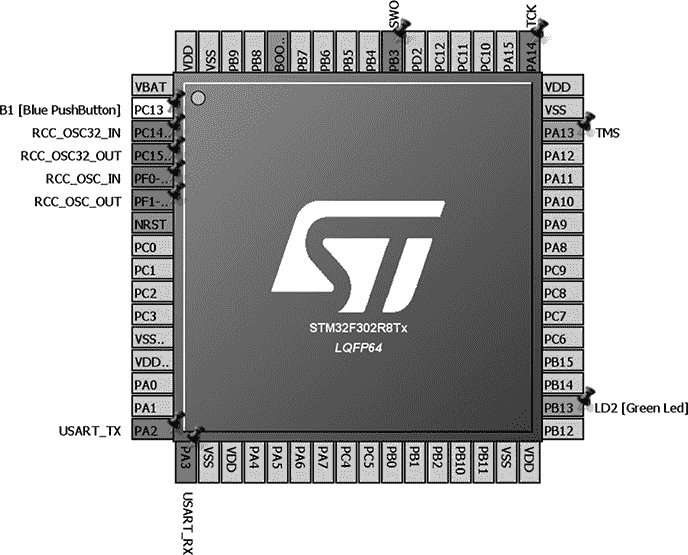 SWO
TCK
VDD
VSS
PB9
PB8
BOO..
PB7
PB6
PB5
PB4
PB3
PD2
PC12
PC11
PC10
PA15
PA14
VBAT
B1 [Blue PushButton] PC13
RCC_OSC32_IN PC14..
RCC_OSC32_OUT PC15..
RCC_OSC_IN PF0-..
RCC_OSC_OUT PF1-..
NRST
PC0
PC1
PC2
PC3
VSS..
VDD..
PA0
PA1
USART_TX PA2
ST
STM32F302R8Tx
LQFP64
VDD
VSS
PA13 TMS
PA12
PA11
PA10
PA9
PA8
PC9
PC8
PC7
PC6
PB15
PB14
PB13 LD2 [Green Led]
PB12
PA3
VSS
VDD
PA4
PA5
PA6
PA7
PC4
PC5
PB0
PB1
PB2
PB10
PB11
VSS
VDD
USART_RX